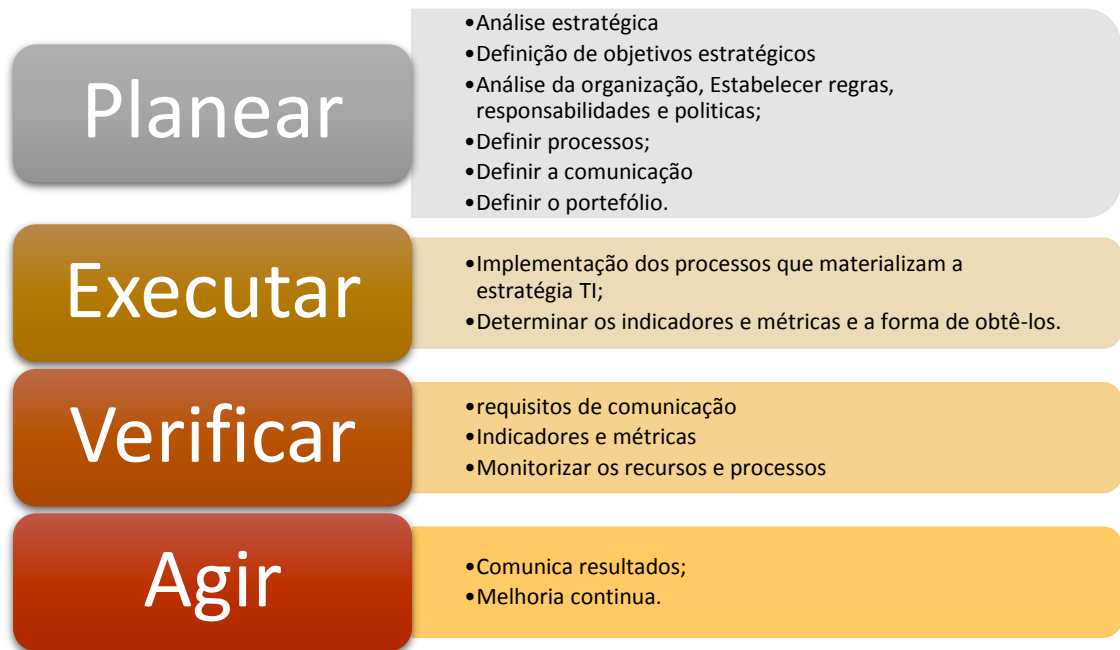 Planear
•Análise estratégica
•Definição de objetivos estratégicos
•Análise da organização, Estabelecer regras,
responsabilidades e politicas;
•Definir processos;
•Definir a comunicação
•Definir o portefólio.
Executar
•Implementação dos processos que materializam a
estratégia TI;
•Determinar os indicadores e métricas e a forma de obtê-los.
Verificar
•requisitos de comunicação
•Indicadores e métricas
•Monitorizar os recursos e processos
Agir
•Comunica resultados;
•Melhoria continua.